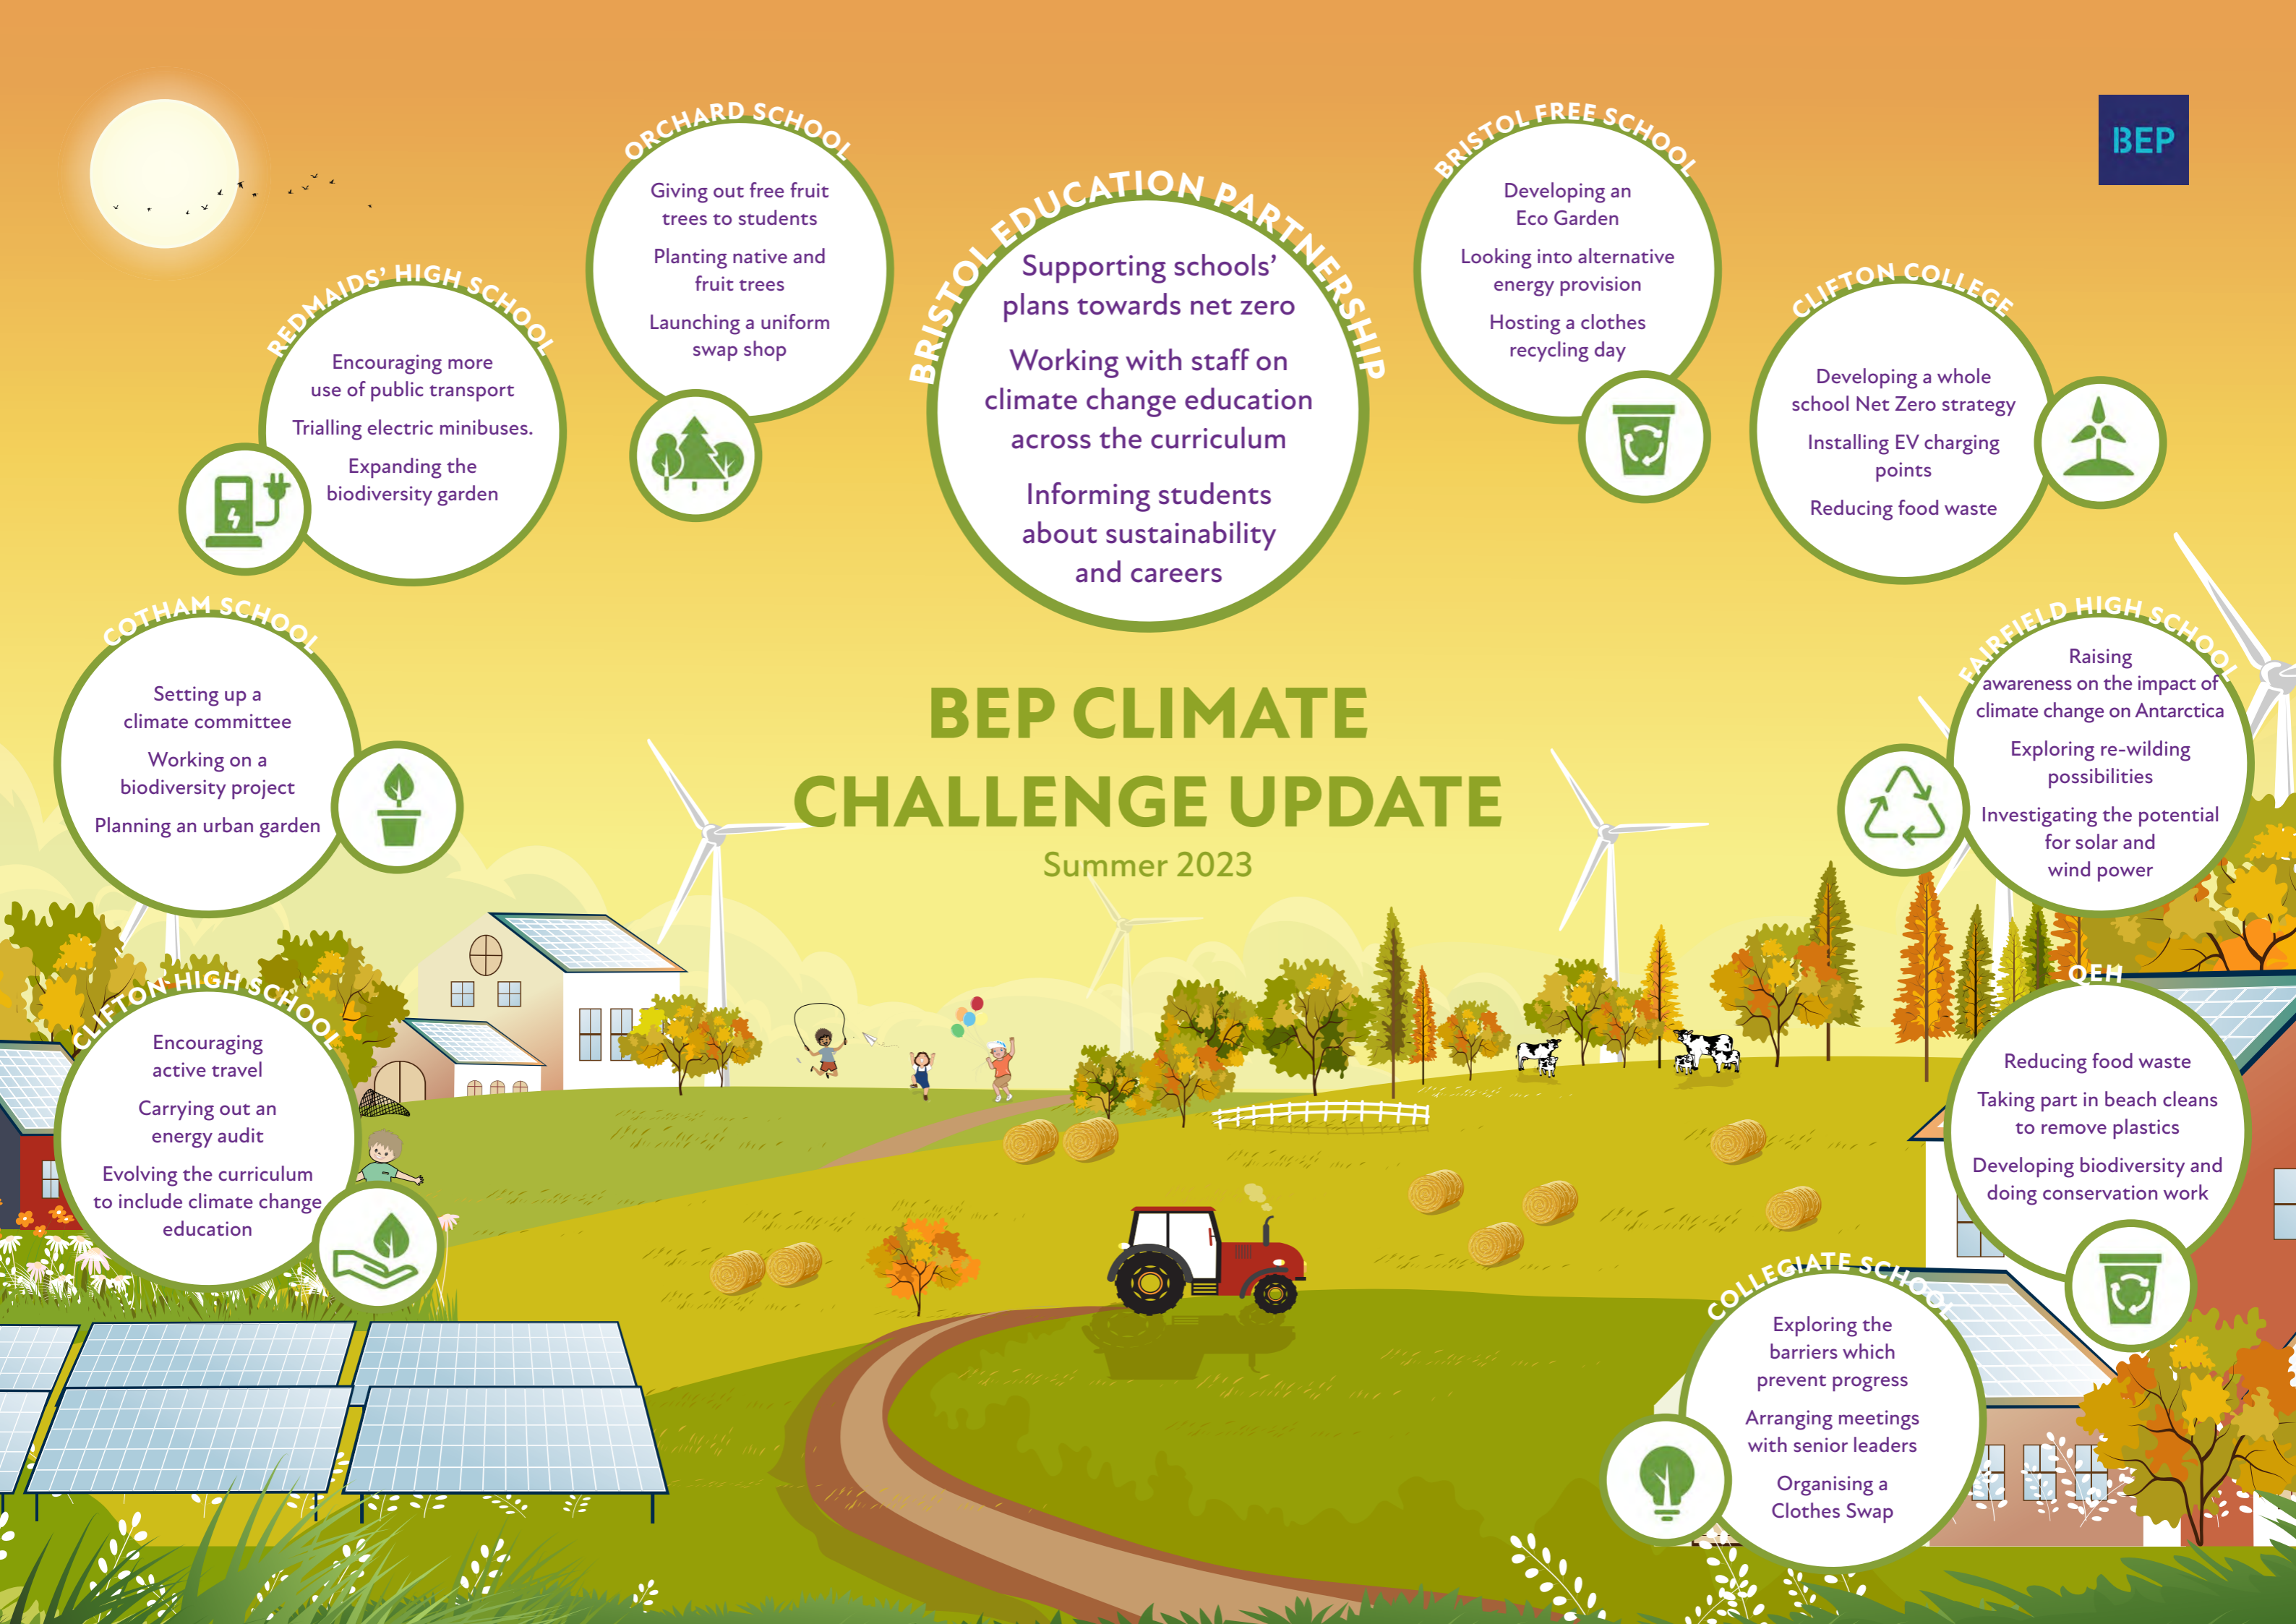 BEP
ORCHARD SCHOOL
Giving out free fruit
trees to students
Planting native and
fruit trees
Launching a uniform
swap shop
BRISTOL EDUCATION PARTNERSHIP
Supporting schools’
plans towards net zero
Working with staff on
climate change education
across the curriculum
Informing students
about sustainability
and careers
BRISTOL FREE SCHOOL
Developing an
Eco Garden
Looking into alternative
energy provision
Hosting a clothes
recycling day
REDMAIDS’ HIGH SCHOOL
Encouraging more
use of public transport
Trialling electric minibuses.
Expanding the
biodiversity garden
CLIFTON COLLEGE
Developing a whole
school Net Zero strategy
Installing EV charging
points
Reducing food waste
COTHAM SCHOOL
Setting up a
climate committee
Working on a
biodiversity project
Planning an urban garden
BEP CLIMATE
CHALLENGE UPDATE
Summer 2023
FAIRFIELD HIGH SCHOOL
Raising
awareness on the impact of
climate change on Antarctica
Exploring re-wilding
possibilities
Investigating the potential
for solar and
wind power
CLIFTON HIGH SCHOOL
Encouraging
active travel
Carrying out an
energy audit
Evolving the curriculum
to include climate change
education
QEH
Reducing food waste
Taking part in beach cleans
to remove plastics
Developing biodiversity and
doing conservation work
COLLEGIATE SCHOOL
Exploring the
barriers which
prevent progress
Arranging meetings
with senior leaders
Organising a
Clothes Swap